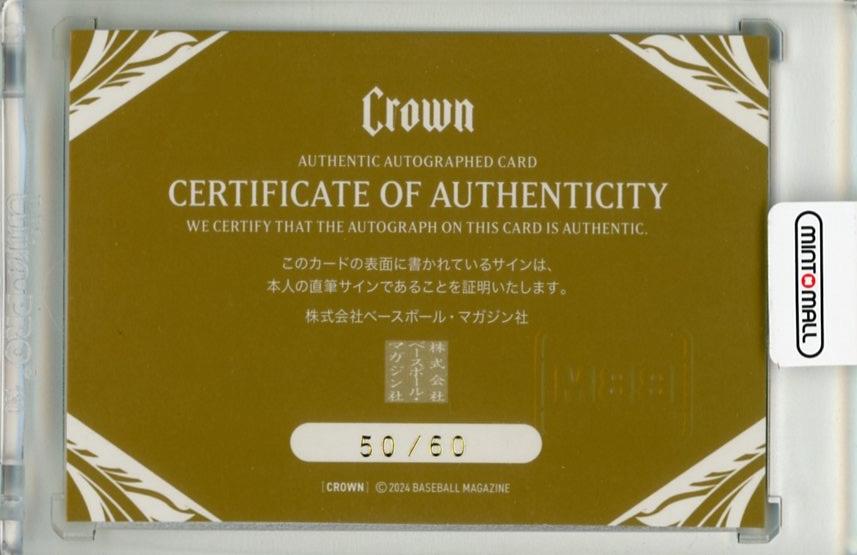 Crown
AUTHENTIC AUTOGRAPHED CARD
CERTIFICATE OF AUTHENTICITY
WE CERTIFY THAT THE AUTOGRAPH ON THIS CARD IS AUTHENTIC.
このカードの表面に書かれているサインは、
本人の直筆サインであることを証明いたします。
株式会社ベースボール・マガジン社
株式会社
ベースボール・
マガジン社
50/60
[CROWN] ©2024 BASEBALL MAGAZINE
MINTOMALL